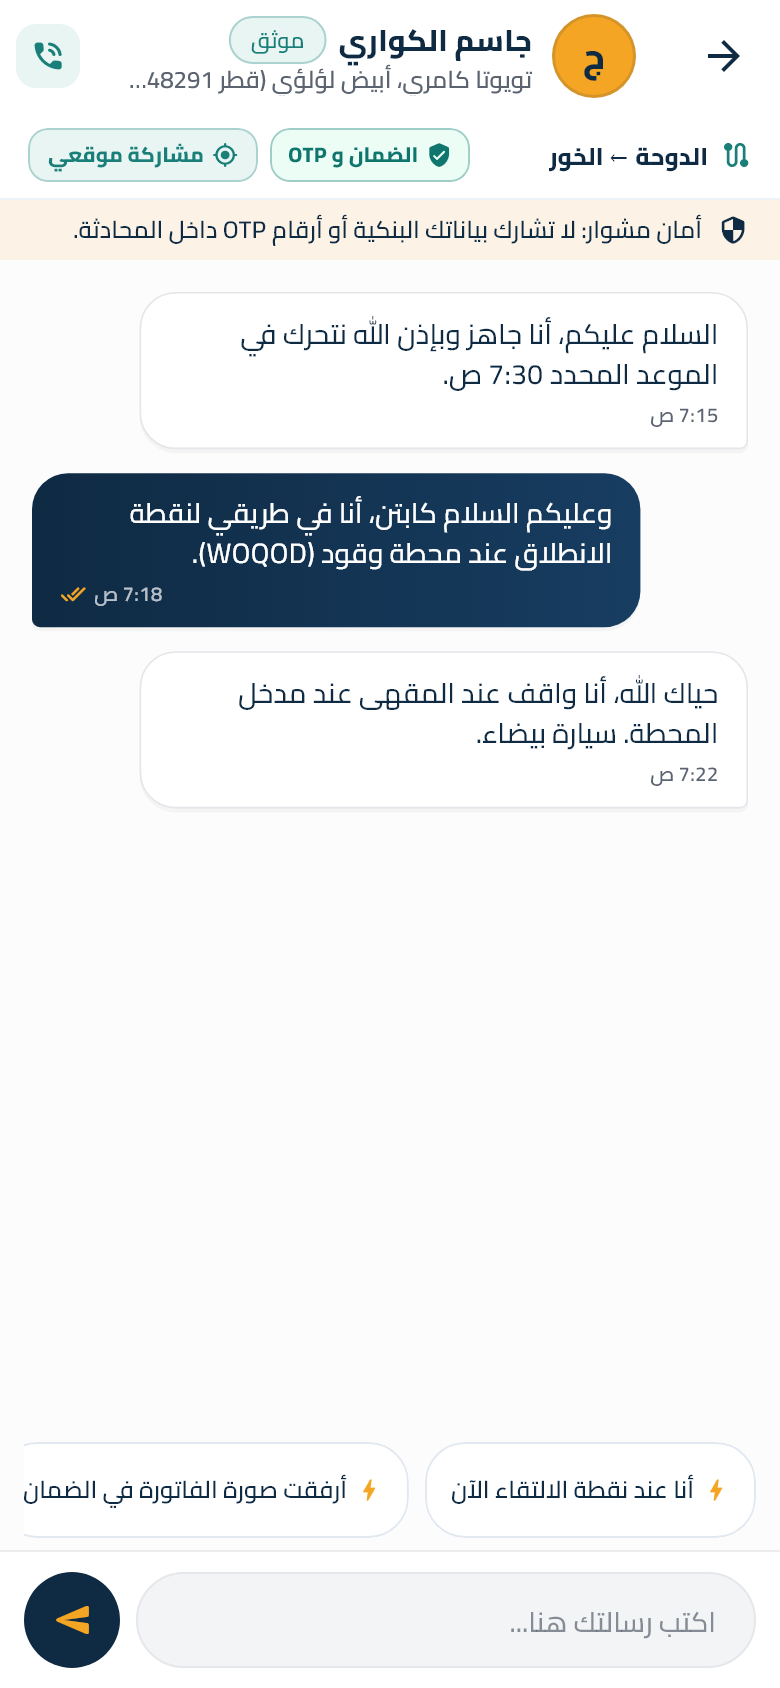 جاسم الكواري موثق
ج
تويوتا كامري، أبيض لؤلؤي (قطر 48291...
الدوحة ← الخور
الضمان و OTP
مشاركة موقعي
أمان مشوار: لا تشارك بياناتك البنكية أو أرقام OTP داخل المحادثة.
السلام عليكم، أنا جاهز وبإذن الله نتحرك في
الموعد المحدد 7:30 ص.
7:15 ص
وعليكم السلام كابتن، أنا في طريقي لنقطة
الانطلاق عند محطة وقود (WOQOD).
7:18 ص
حياك الله، أنا واقف عند المقهى عند مدخل
المحطة. سيارة بيضاء.
7:22 ص
أنا عند نقطة الالتقاء الآن
أرفقت صورة الفاتورة في الضمان
اكتب رسالتك هنا...